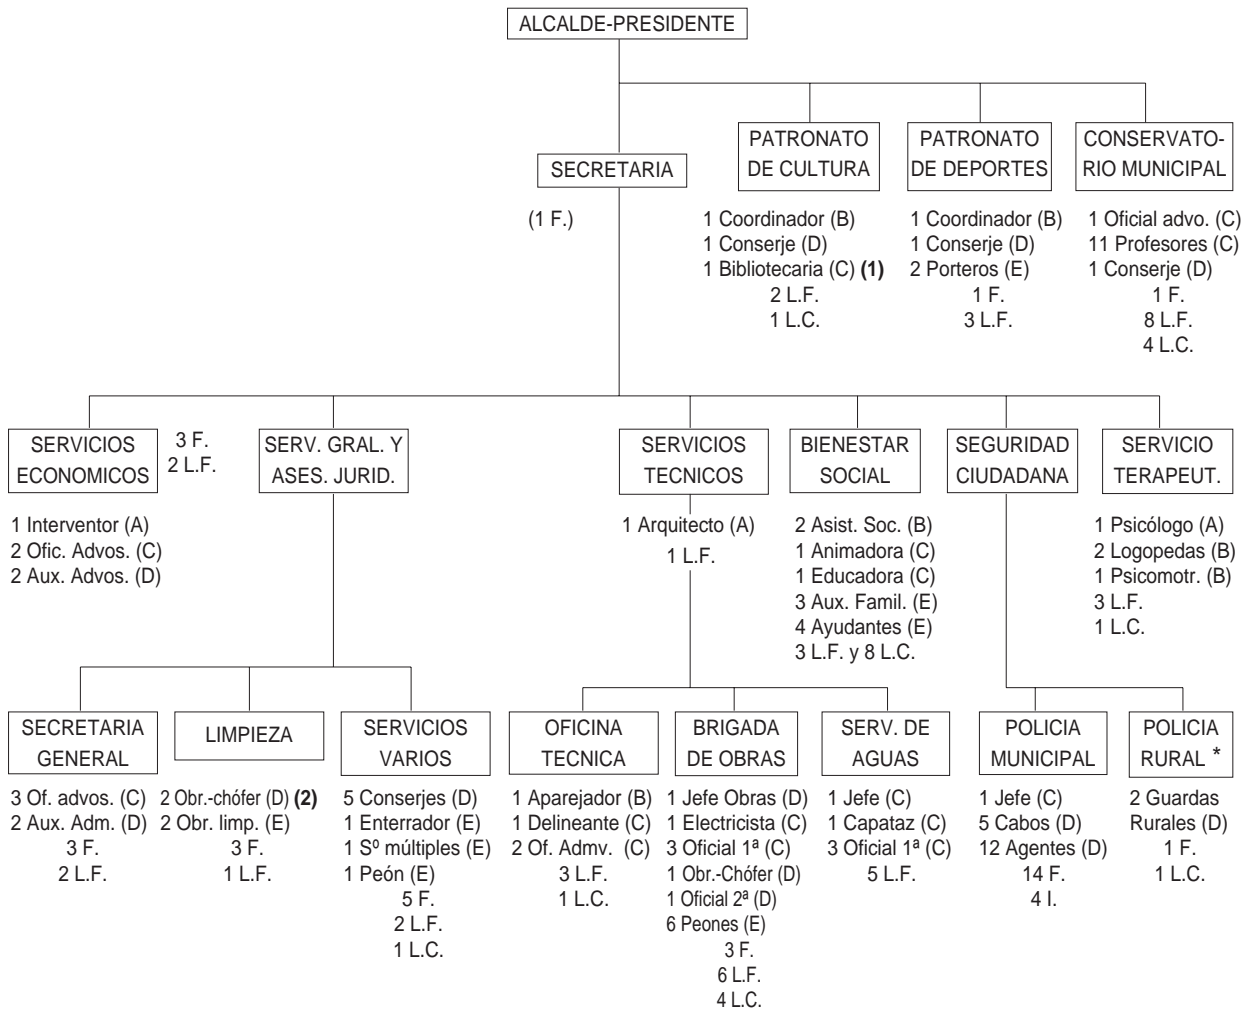 ALCALDE-PRESIDENTE
SECRETARIA
(1 F.)
PATRONATO
DE CULTURA
1 Coordinador (B)
1 Conserje (D)
1 Bibliotecaria (C) (1)
2 L.F.
1 L.C.
PATRONATO
DE DEPORTES
1 Coordinador (B)
1 Conserje (D)
2 Porteros (E)
1 F.
3 L.F.
CONSERVATO-
RIO MUNICIPAL
1 Oficial advo. (C)
11 Profesores (C)
1 Conserje (D)
1 F.
8 L.F.
4 L.C.
SERVICIOS
ECONOMICOS
3 F.
2 L.F.
1 Interventor (A)
2 Ofic. Advos. (C)
2 Aux. Advos. (D)
SERV. GRAL. Y
ASES. JURID.
SERVICIOS
TECNICOS
1 Arquitecto (A)
1 L.F.
BIENESTAR
SOCIAL
2 Asist. Soc. (B)
1 Animadora (C)
1 Educadora (C)
3 Aux. Famil. (E)
4 Ayudantes (E)
3 L.F. y 8 L.C.
SEGURIDAD
CIUDADANA
SERVICIO
TERAPEUT.
1 Psicólogo (A)
2 Logopedas (B)
1 Psicomotr. (B)
3 L.F.
1 L.C.
SECRETARIA
GENERAL
3 Of. advos. (C)
2 Aux. Adm. (D)
3 F.
2 L.F.
LIMPIEZA
2 Obr.-chófer (D) (2)
2 Obr. limp. (E)
3 F.
1 L.F.
SERVICIOS
VARIOS
5 Conserjes (D)
1 Enterrador (E)
1 Sº múltiples (E)
1 Peón (E)
5 F.
2 L.F.
1 L.C.
OFICINA
TECNICA
1 Aparejador (B)
1 Delineante (C)
2 Of. Admv. (C)
3 L.F.
1 L.C.
BRIGADA
DE OBRAS
1 Jefe Obras (D)
1 Electricista (C)
3 Oficial 1ª (C)
1 Obr.-Chófer (D)
1 Oficial 2ª (D)
6 Peones (E)
3 F.
6 L.F.
4 L.C.
SERV. DE
AGUAS
1 Jefe (C)
1 Capataz (C)
3 Oficial 1ª (C)
5 L.F.
POLICIA
MUNICIPAL
1 Jefe (C)
5 Cabos (D)
12 Agentes (D)
14 F.
4 I.
POLICIA
RURAL *
2 Guardas
Rurales (D)
1 F.
1 L.C.